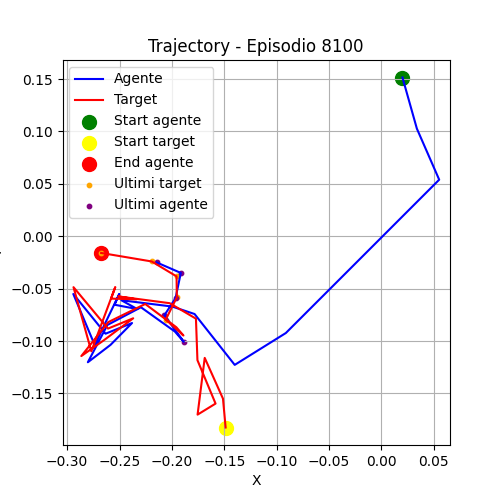 Trajectory - Episodio 8100
Agente
Target
Start agente
Start target
End agente
Ultimi target
Ultimi agente
0.15
0.10
0.05
0.00
−0.05
−0.10
−0.15
−0.30
−0.25
−0.20
−0.15
−0.10
−0.05
0.00
0.05
X